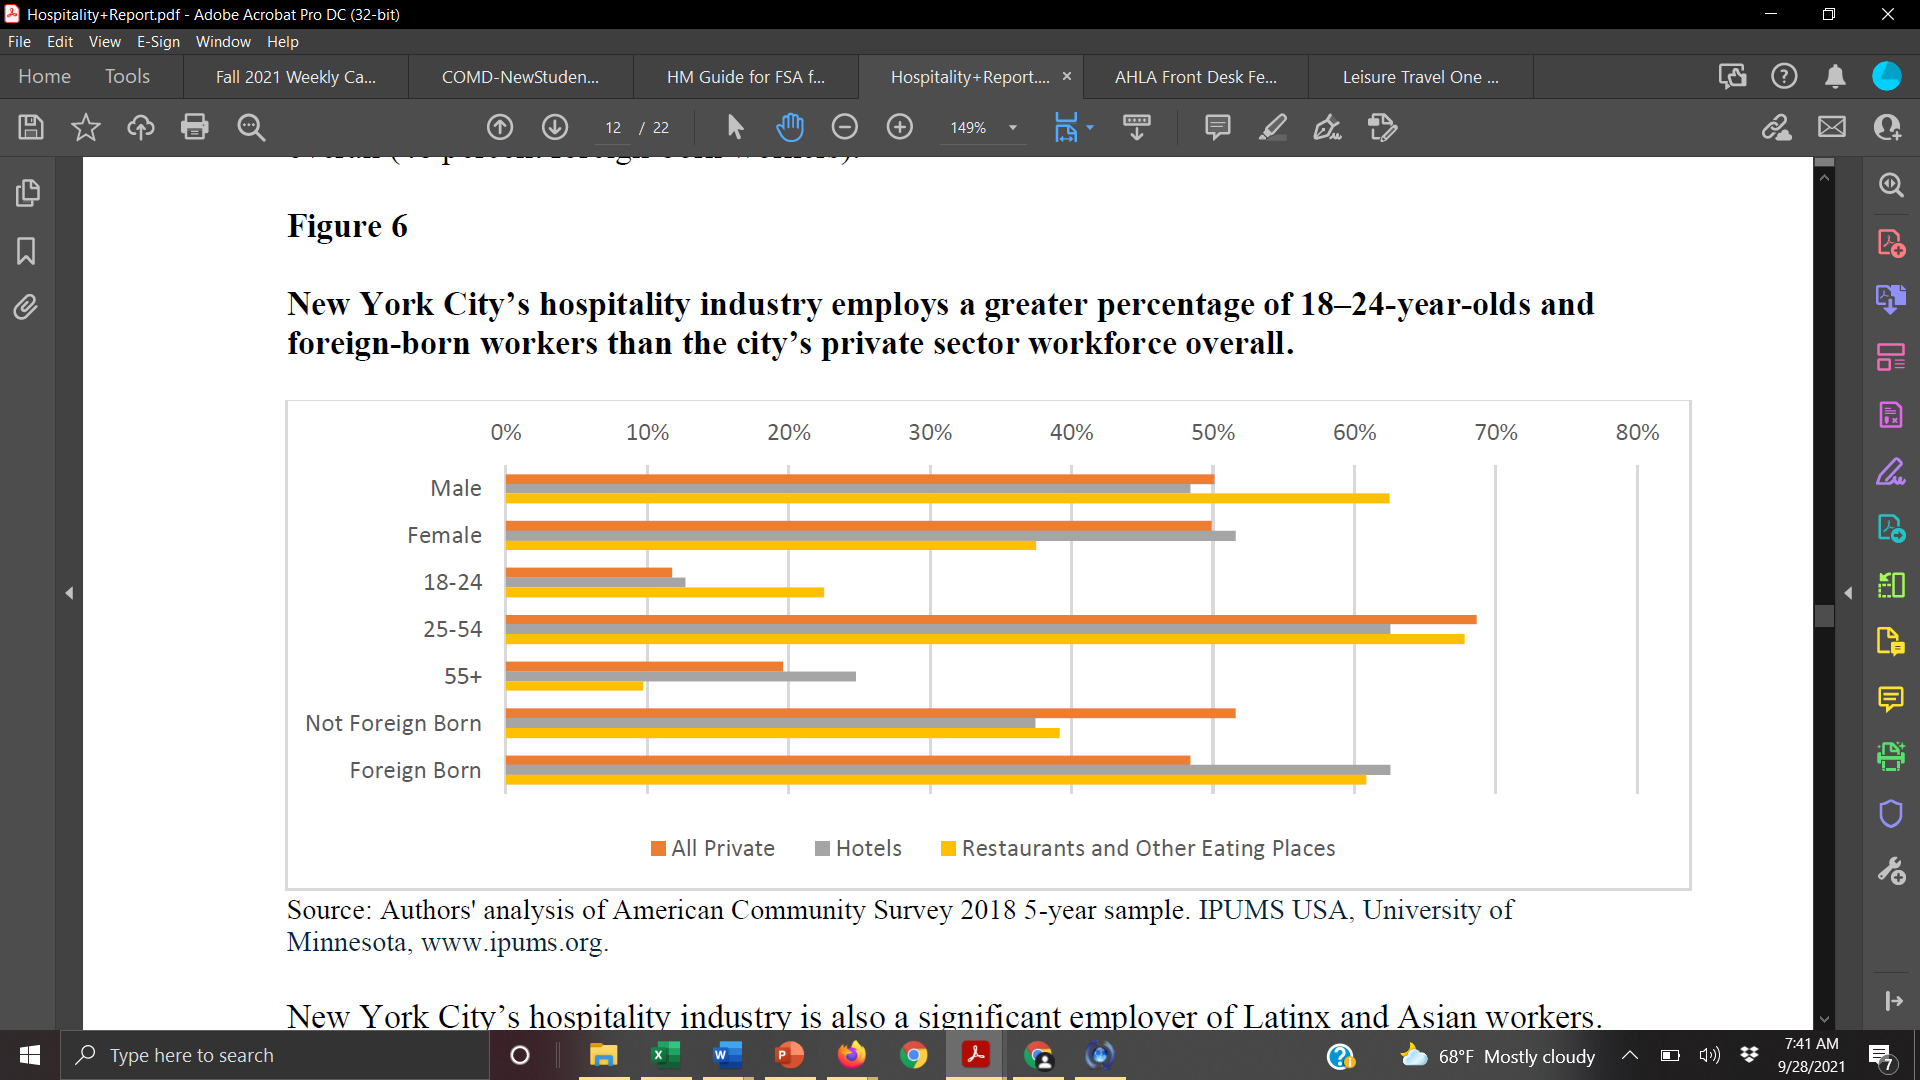 Hospitality+Report.pdf - Adobe Acrobat Pro DC (32-bit)
File Edit View E-Sign Window Help
Home Tools Fall 2021 Weekly Ca... COMD-NewStuden... HM Guide for FSA f... Hospitality+Report.... × AHLA Front Desk Fe... Leisure Travel One ...
12 / 22 149%
Figure 6
New York City’s hospitality industry employs a greater percentage of 18–24-year-olds and
foreign-born workers than the city’s private sector workforce overall.
0% 10% 20% 30% 40% 50% 60% 70% 80%
Male
Female
18-24
25-54
55+
Not Foreign Born
Foreign Born
All Private Hotels Restaurants and Other Eating Places
Source: Authors' analysis of American Community Survey 2018 5-year sample. IPUMS USA, University of
Minnesota, www.ipums.org.
New York City’s hospitality industry is also a significant employer of Latinx and Asian workers.
Type here to search
68°F Mostly cloudy
7:41 AM
9/28/2021
7